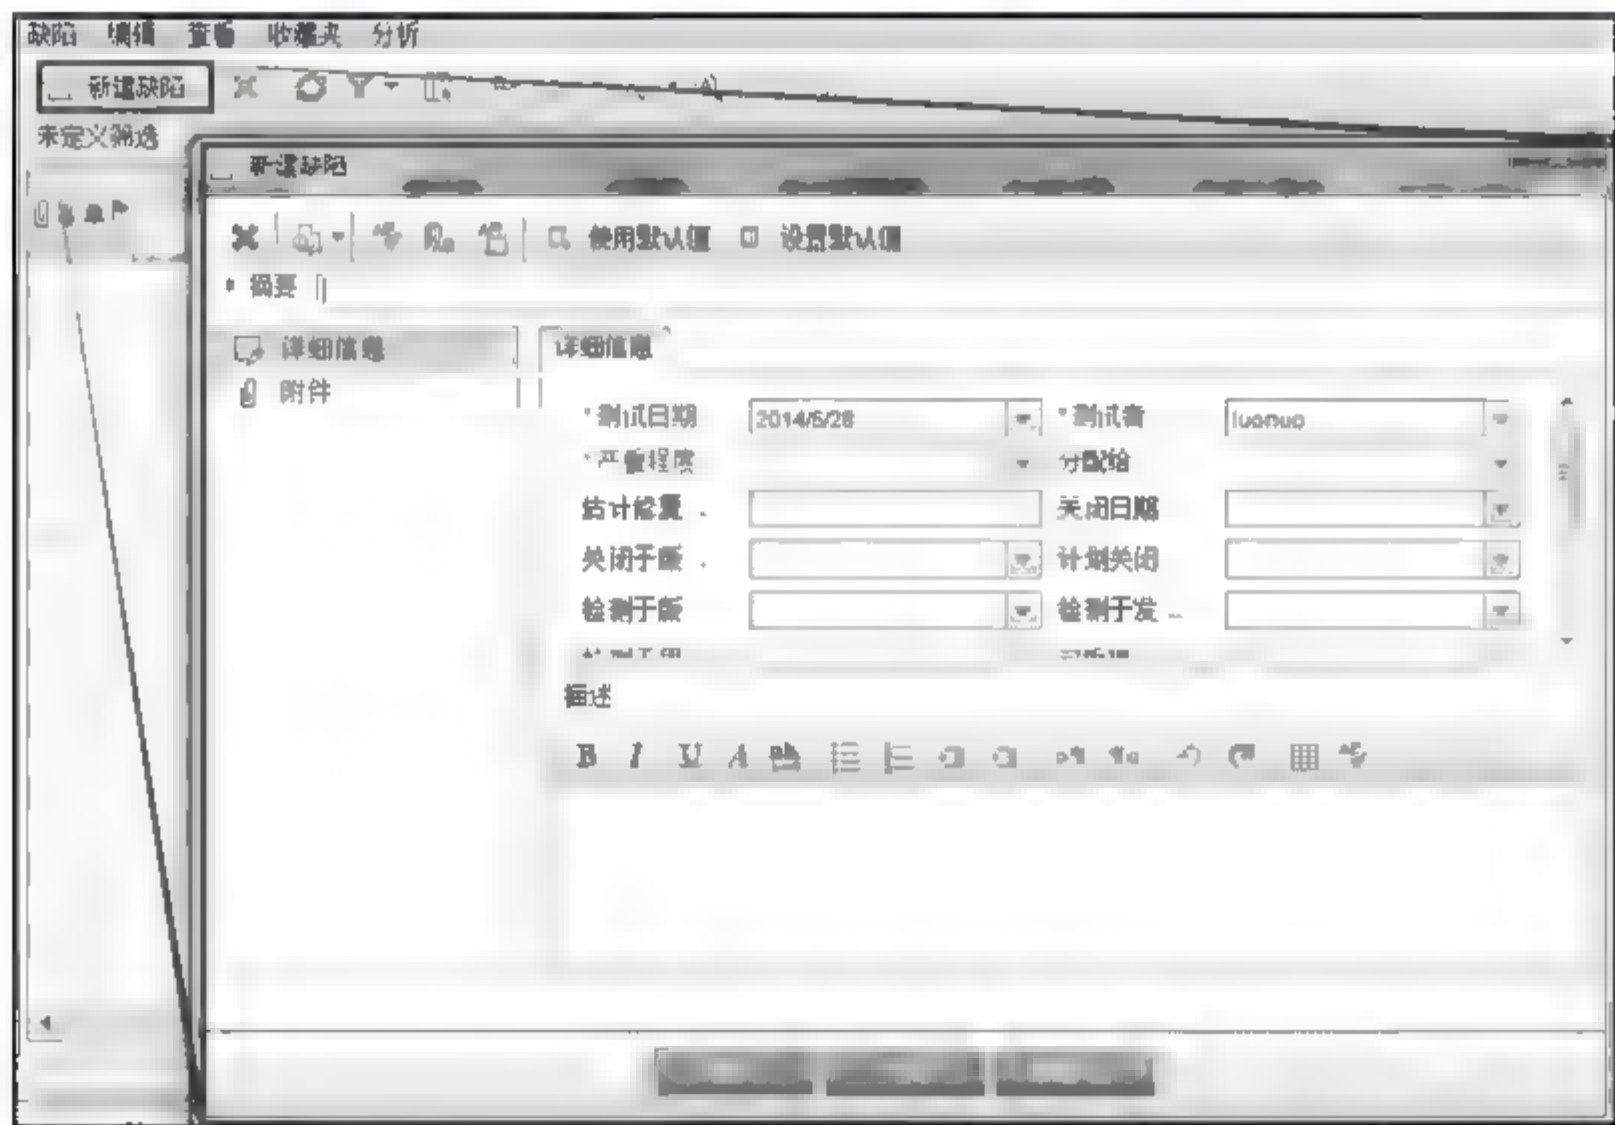 缺陷 编辑 查看 收藏夹 分析
新建缺陷
未定义筛选
新建缺陷
使用默认值 设置默认值
* 摘要
详细信息
附件
详细信息
*测试日期 2014/5/28 *测试者 luonuo
*严重程度 分配给
估计修复 . 关闭日期
关闭于版 . 计划关闭
检测于版 检测于发 ...
描述
B I U A ab